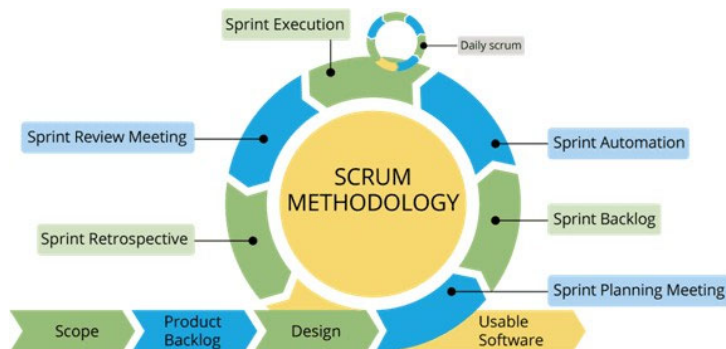 Sprint Execution
Daily scrum
Sprint Review Meeting
Sprint Automation
SCRUM
METHODOLOGY
Sprint Retrospective
Sprint Backlog
Sprint Planning Meeting
Scope
Product
Backlog
Design
Usable
Software